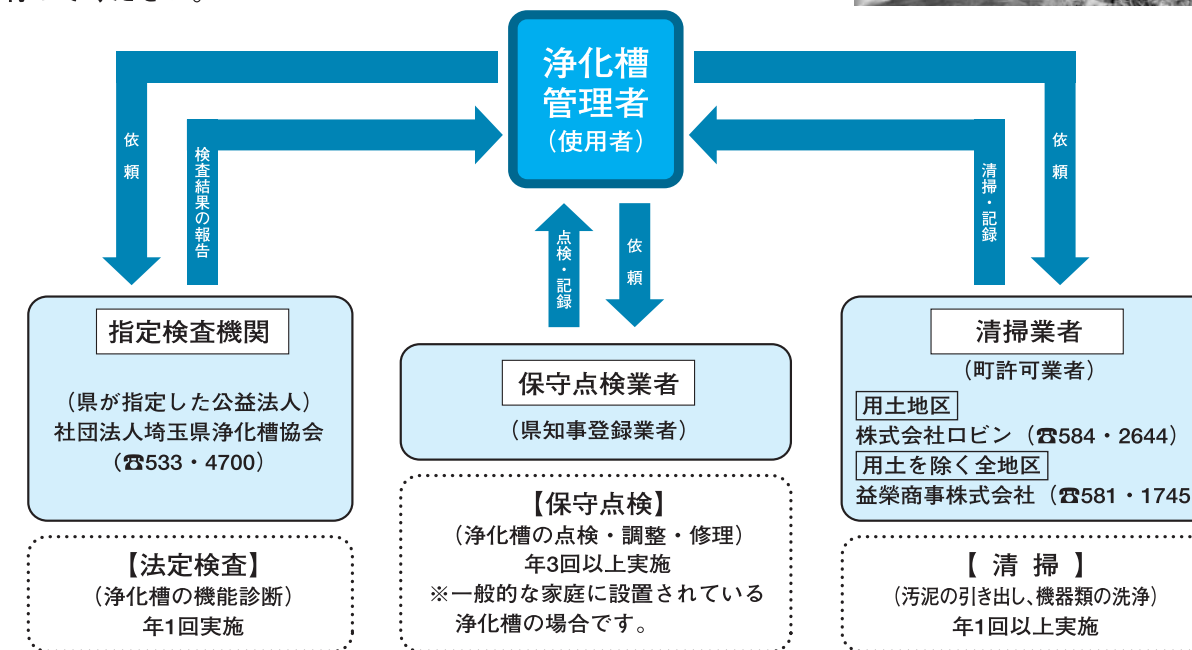 浄化槽
管理者
（使用者）
依頼
検査結果の報告
点検・記録
依頼
清掃・記録
依頼
指定検査機関
（県が指定した公益法人）
社団法人埼玉県浄化槽協会
（☎533・4700）
【法定検査】
（浄化槽の機能診断）
年1回実施
保守点検業者
（県知事登録業者）
【保守点検】
（浄化槽の点検・調整・修理）
年3回以上実施
※一般的な家庭に設置されている
浄化槽の場合です。
清掃業者
（町許可業者）
用土地区
株式会社ロビン（☎584・2644）
用土を除く全地区
益榮商事株式会社（☎581・1745
【清掃】
（汚泥の引き出し、機器類の洗浄）
年1回以上実施